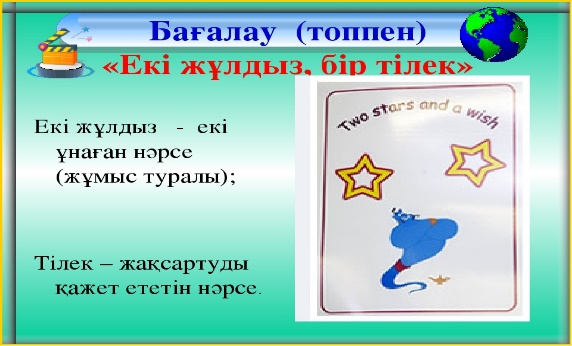 Бағалау (топпен)
«Екі жұлдыз, бір тілек»
Екі жұлдыз - екі
ұнаған нәрсе
(жұмыс туралы);
Тілек – жақсартуды
қажет ететін нәрсе.
Two stars and a wish